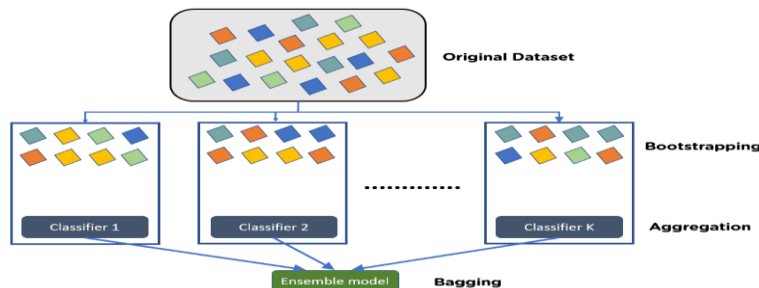 Original Dataset
Bootstrapping
Classifier 1
Classifier 2
Classifier K
Aggregation
Ensemble model
Bagging